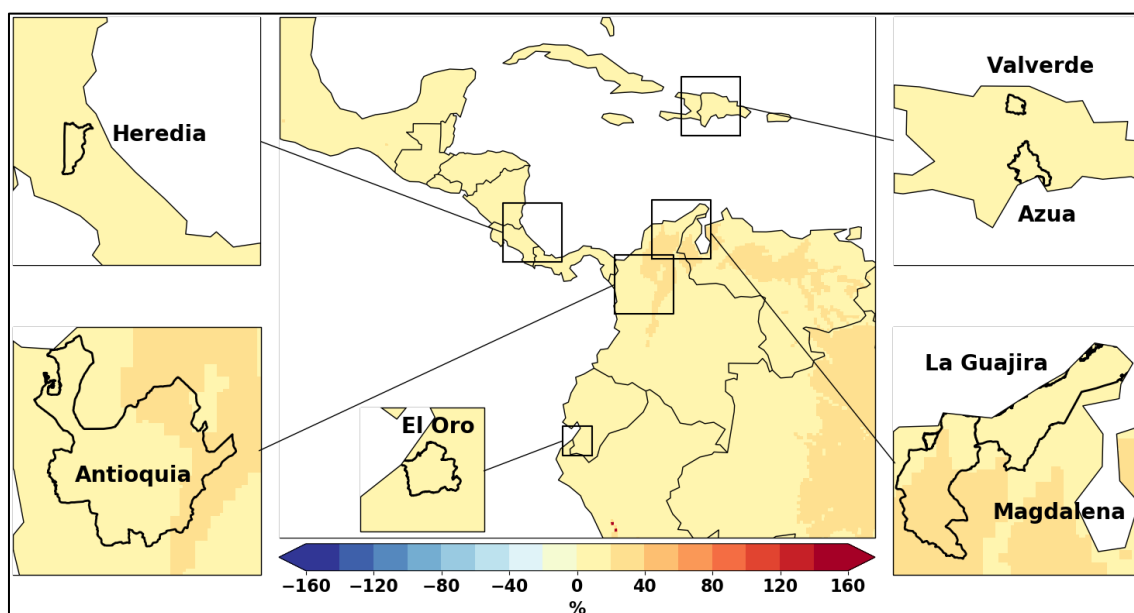 Heredia
Valverde
Azua
Antioquia
El Oro
La Guajira
Magdalena
−160 −120 −80 −40 0 40 80 120 160
%